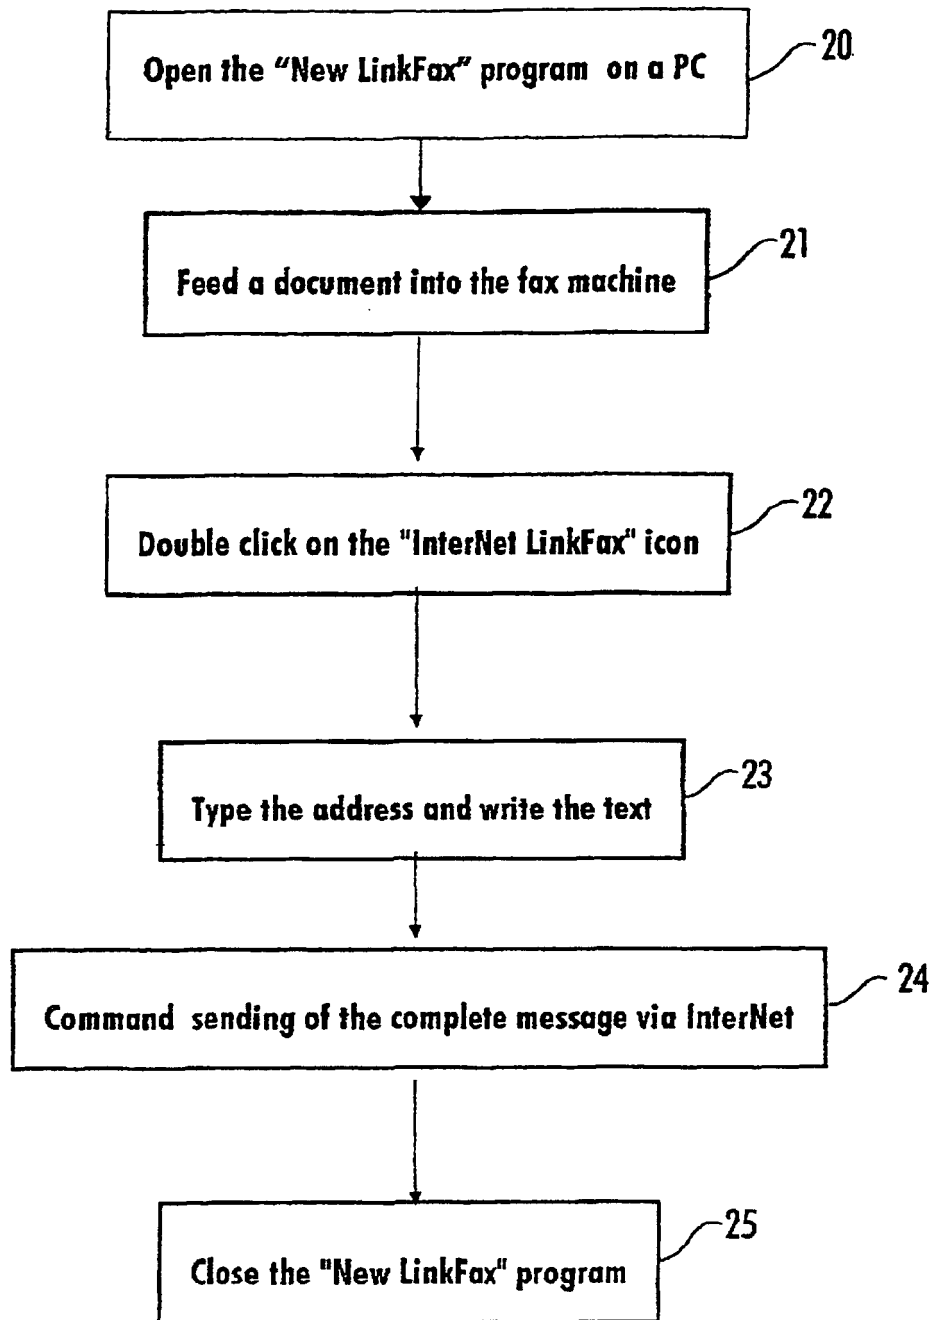 Open the “New LinkFax” program on a PC
20
Feed a document into the fax machine
21
Double click on the "InterNet LinkFax" icon
22
Type the address and write the text
23
Command sending of the complete message via InterNet
24
Close the "New LinkFax" program
25